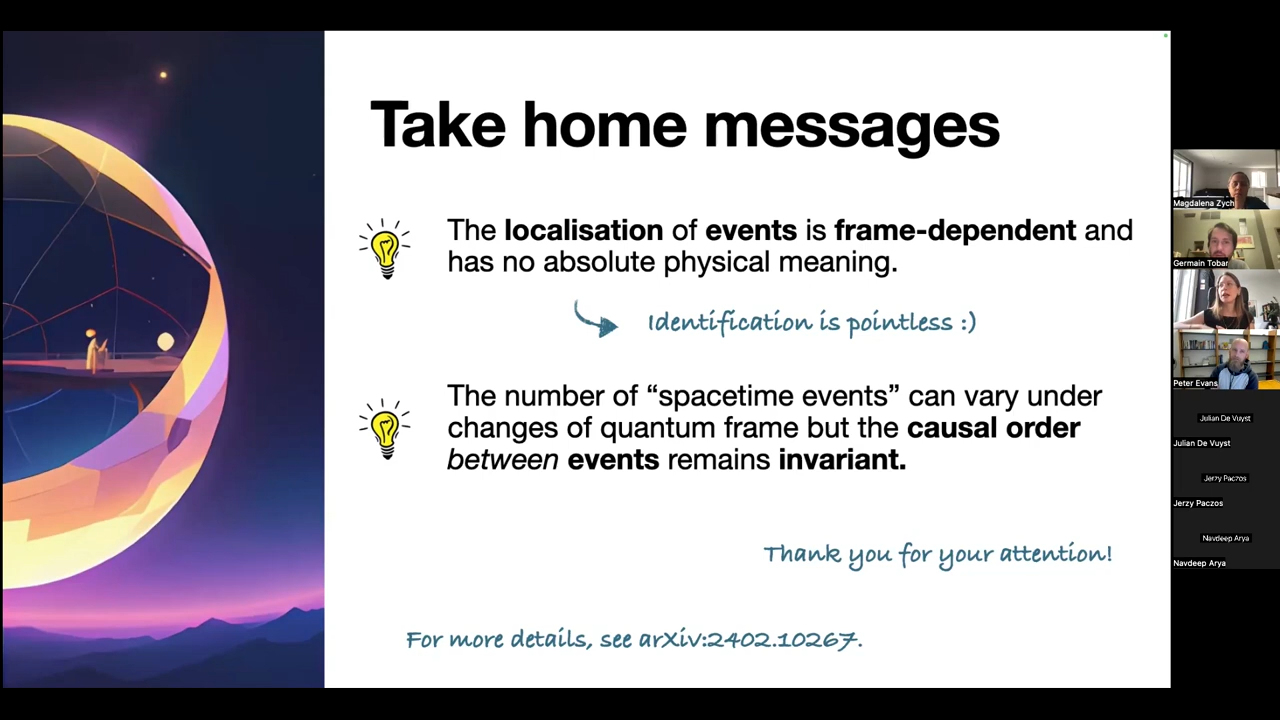 Take home messages
The localisation of events is frame-dependent and
has no absolute physical meaning.
Identification is pointless :)
The number of “spacetime events” can vary under
changes of quantum frame but the causal order
between events remains invariant.
Thank you for your attention!
For more details, see arXiv:2402.10267.
Magdalena Zych
Germain Tobar
Peter Evans
Julian De Vuyst
Julian De Vuyst
Jerzy Paczos
Jerzy Paczos
Navdeep Arya
Navdeep Arya